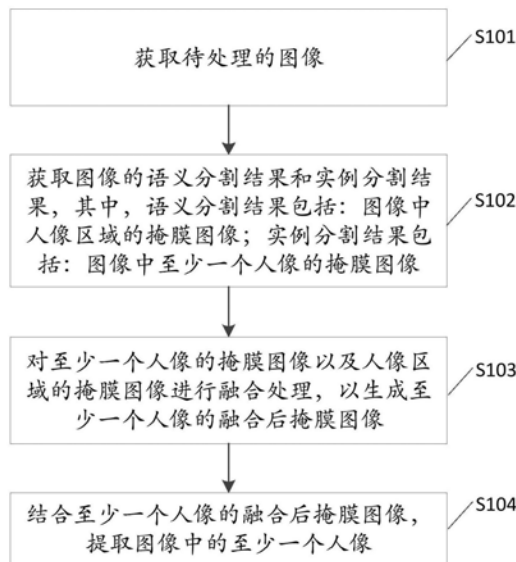 获取待处理的图像
S101
获取图像的语义分割结果和实例分割结
果，其中，语义分割结果包括：图像中
人像区域的掩膜图像；实例分割结果包
括：图像中至少一个人像的掩膜图像
S102
对至少一个人像的掩膜图像以及人像区
域的掩膜图像进行融合处理，以生成至
少一个人像的融合后掩膜图像
S103
结合至少一个人像的融合后掩膜图像，
提取图像中的至少一个人像
S104